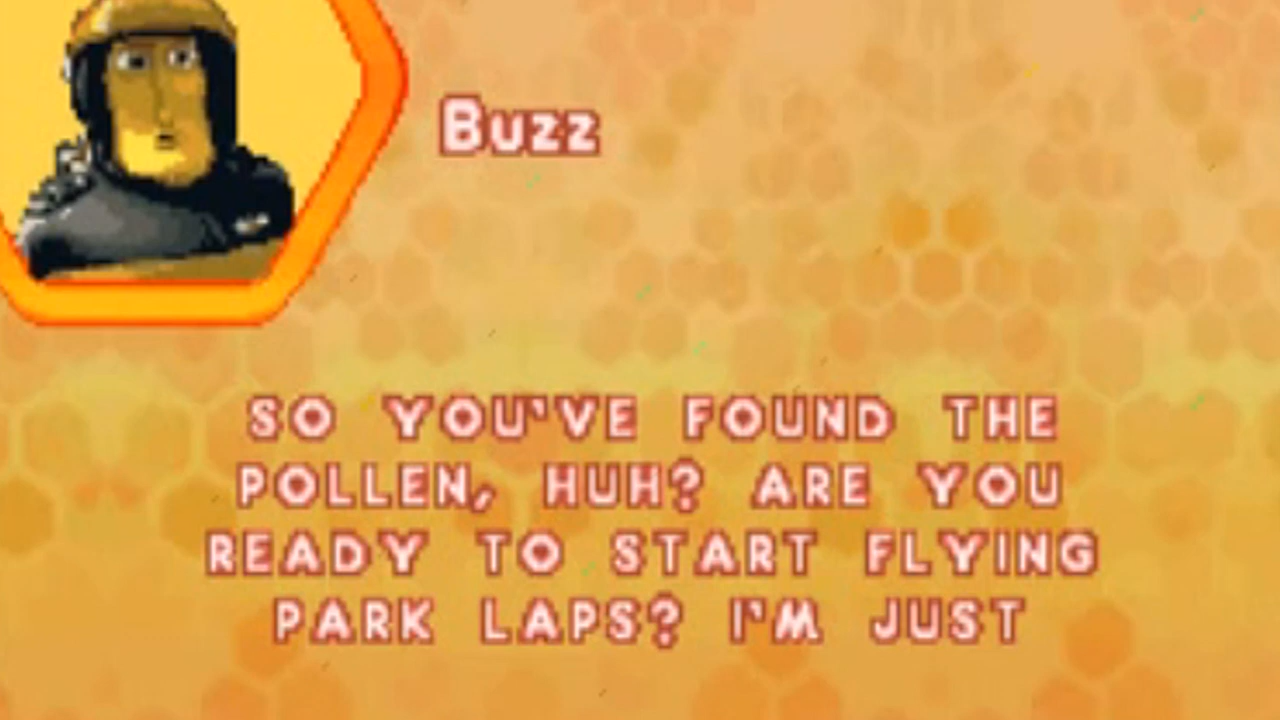 Buzz
SO YOU'VE FOUND THE
POLLEN, HUH? ARE YOU
READY TO START FLYING
PARK LAPS? I'M JUST